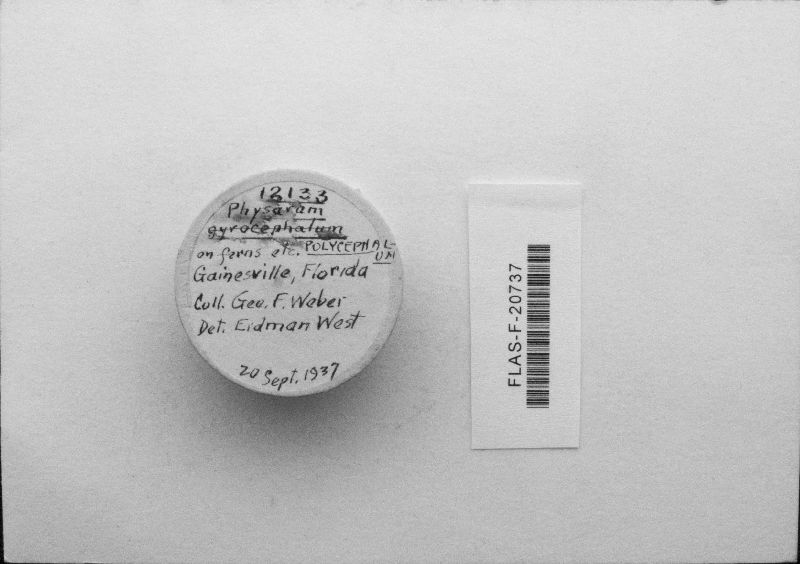 12133
Physarum
gyrocephalum
on ferns etc. POLYCEPHAL-
UM
Gainesville, Florida
Coll. Geo. F. Weber
Det. Erdman West
20 Sept. 1937
FLAS-F-20737